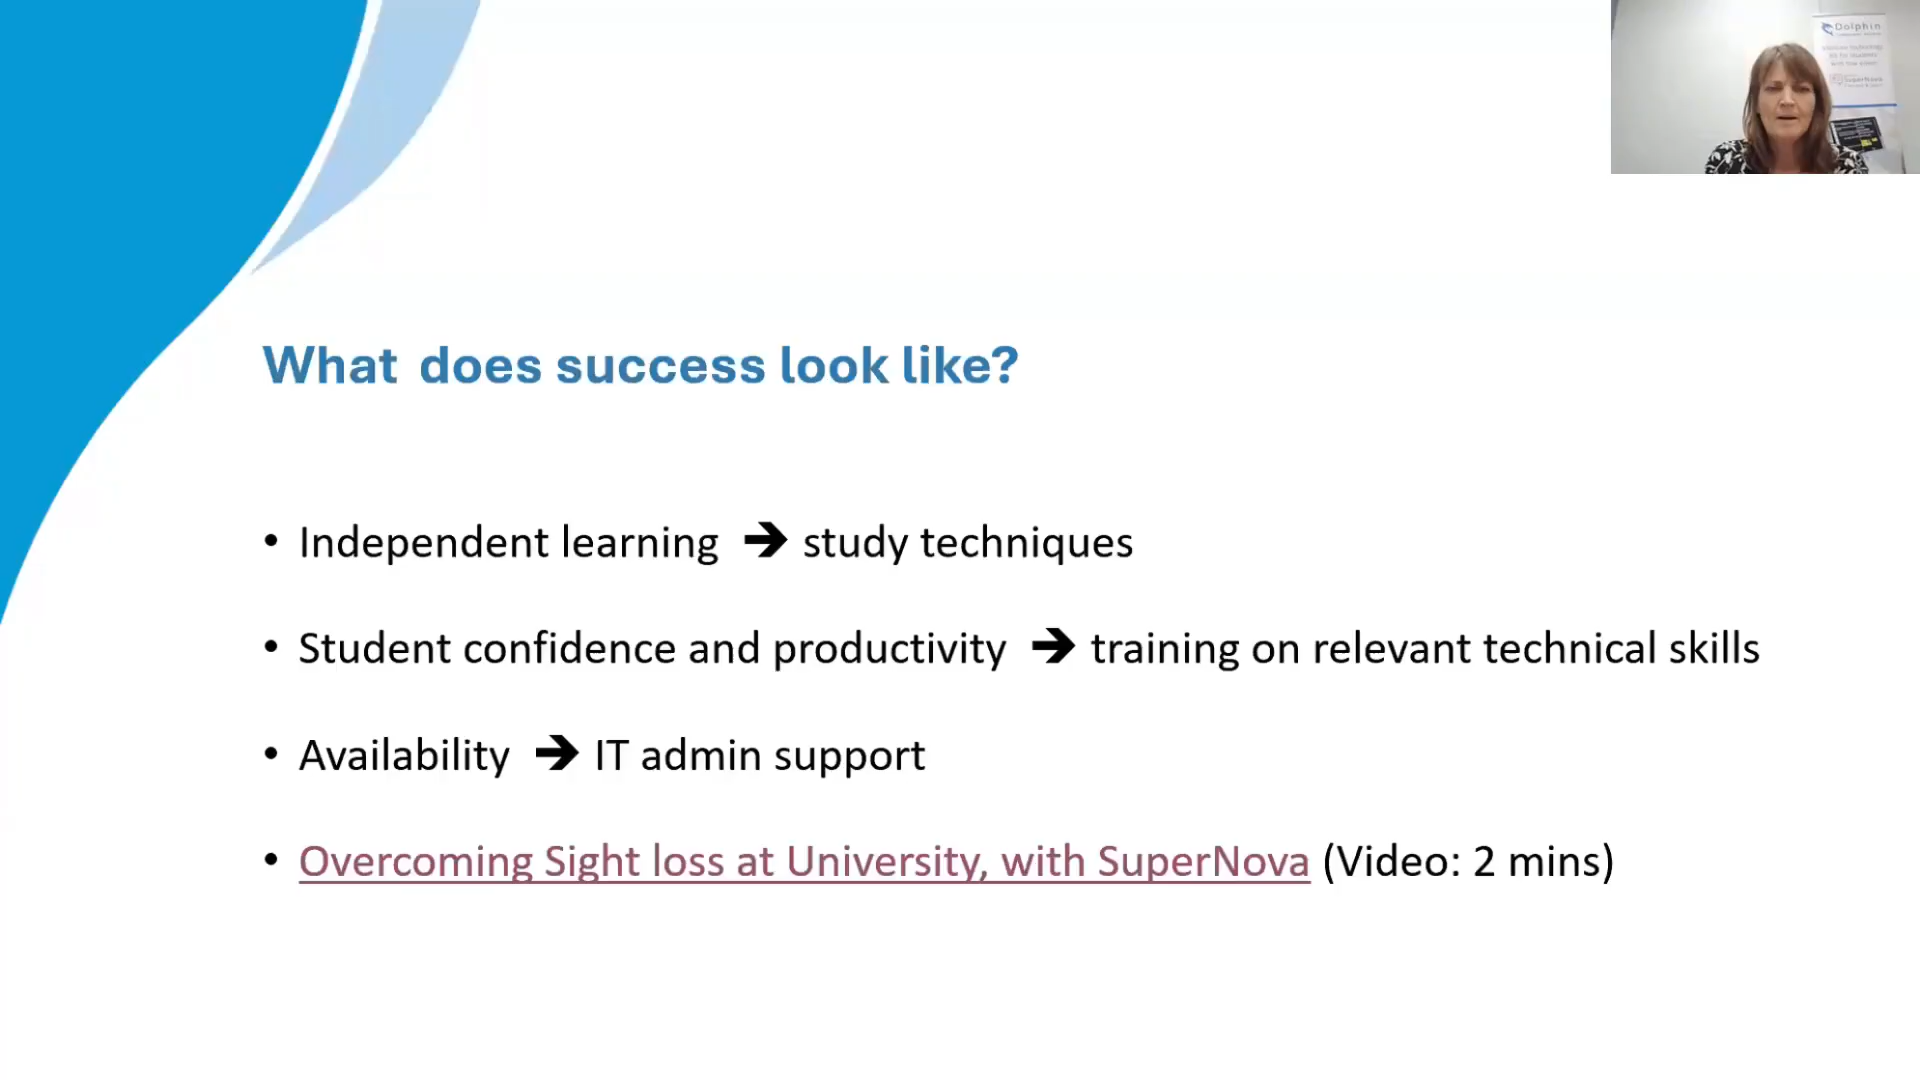 Dolphin
SuperNova
What does success look like?
• Independent learning ➔ study techniques
• Student confidence and productivity ➔ training on relevant technical skills
• Availability ➔ IT admin support
• Overcoming Sight loss at University, with SuperNova (Video: 2 mins)